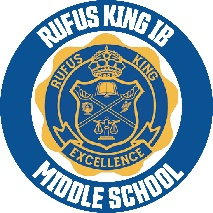 RUFUS KING IB
RUFUS KING
EXCELLENCE
MIDDLE SCHOOL